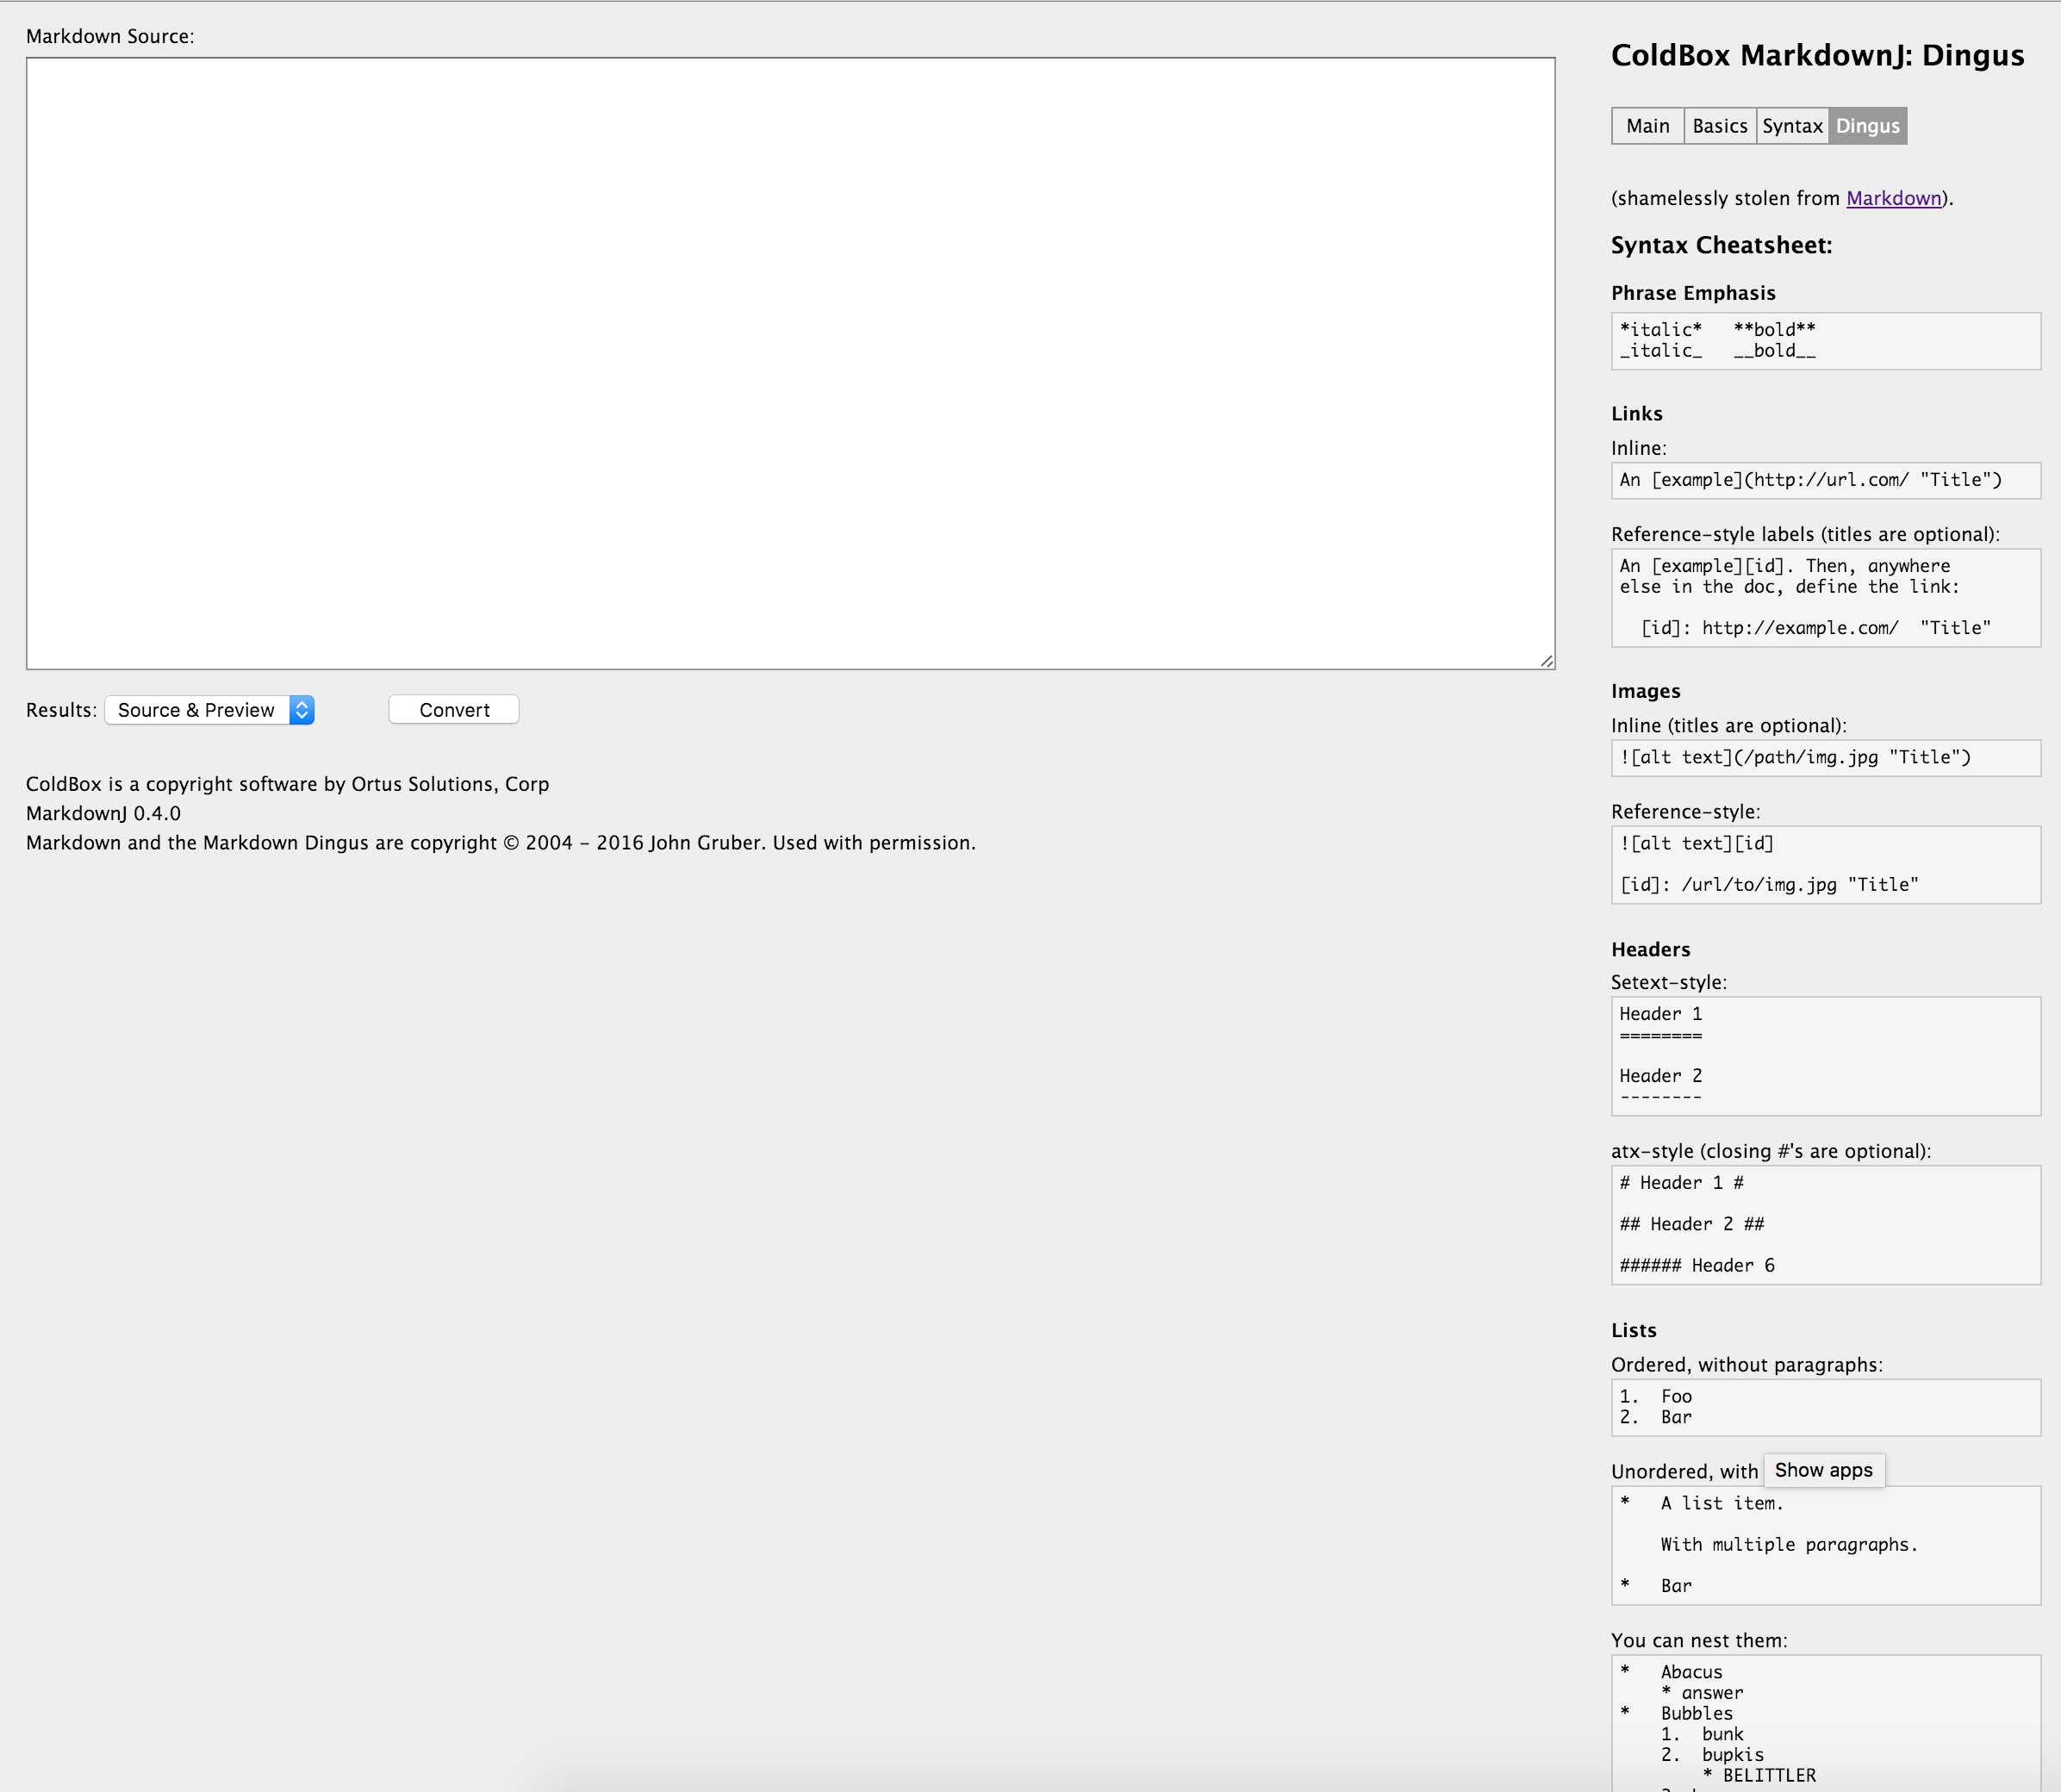 Markdown Source:
Results: Source & Preview Convert
ColdBox is a copyright software by Ortus Solutions, Corp
MarkdownJ 0.4.0
Markdown and the Markdown Dingus are copyright © 2004 – 2016 John Gruber. Used with permission.
ColdBox MarkdownJ: Dingus
Main Basics Syntax Dingus
(shamelessly stolen from Markdown).
Syntax Cheatsheet:
Phrase Emphasis
*italic*   **bold**
_italic_   __bold__
Links
Inline:
An [example](http://url.com/ "Title")
Reference-style labels (titles are optional):
An [example][id]. Then, anywhere
else in the doc, define the link:
  [id]: http://example.com/  "Title"
Images
Inline (titles are optional):
![alt text](/path/img.jpg "Title")
Reference-style:
![alt text][id]
[id]: /url/to/img.jpg "Title"
Headers
Setext-style:
Header 1
========
Header 2
--------
atx-style (closing #'s are optional):
# Header 1 #
## Header 2 ##
###### Header 6
Lists
Ordered, without paragraphs:
1.  Foo
2.  Bar
Unordered, with Show apps
*   A list item.
    With multiple paragraphs.
*   Bar
You can nest them:
*   Abacus
    * answer
*   Bubbles
    1.  bunk
    2.  bupkis
        * BELITTLER